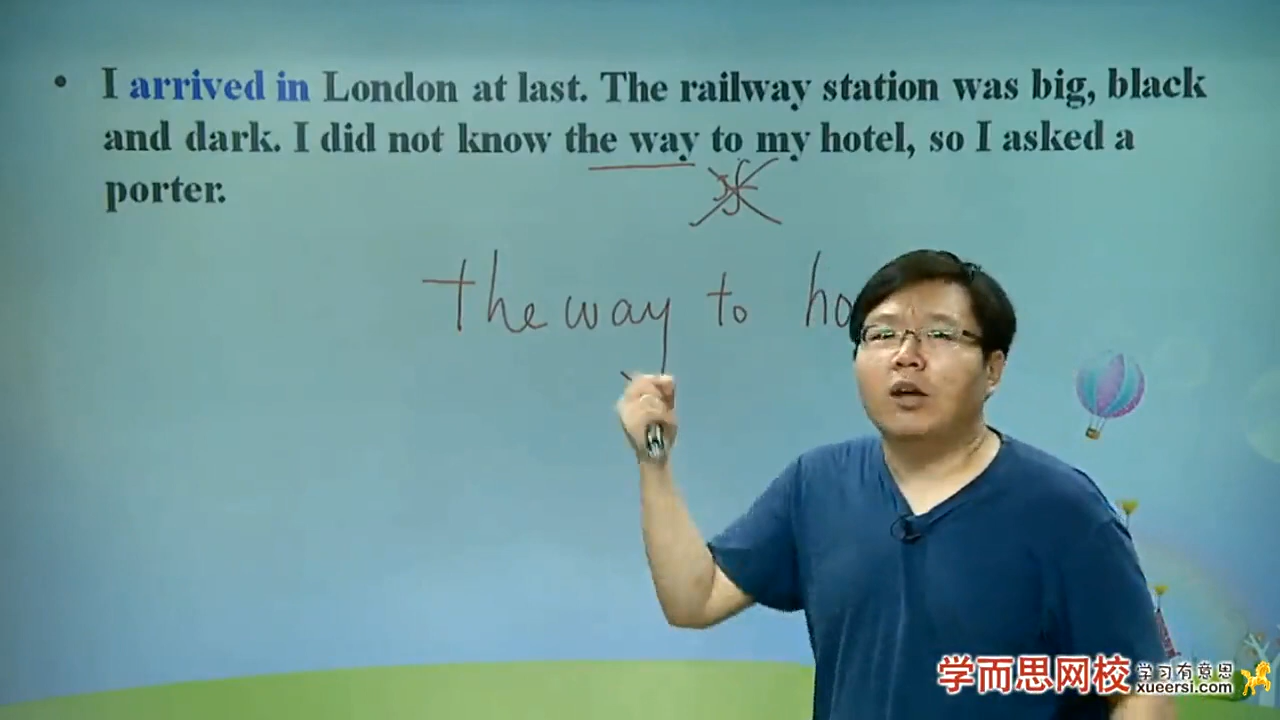 • I arrived in London at last. The railway station was big, black
and dark. I did not know the way to my hotel, so I asked a
porter.
of
the way to ho
学而思网校 学习有意思
xueersi.com